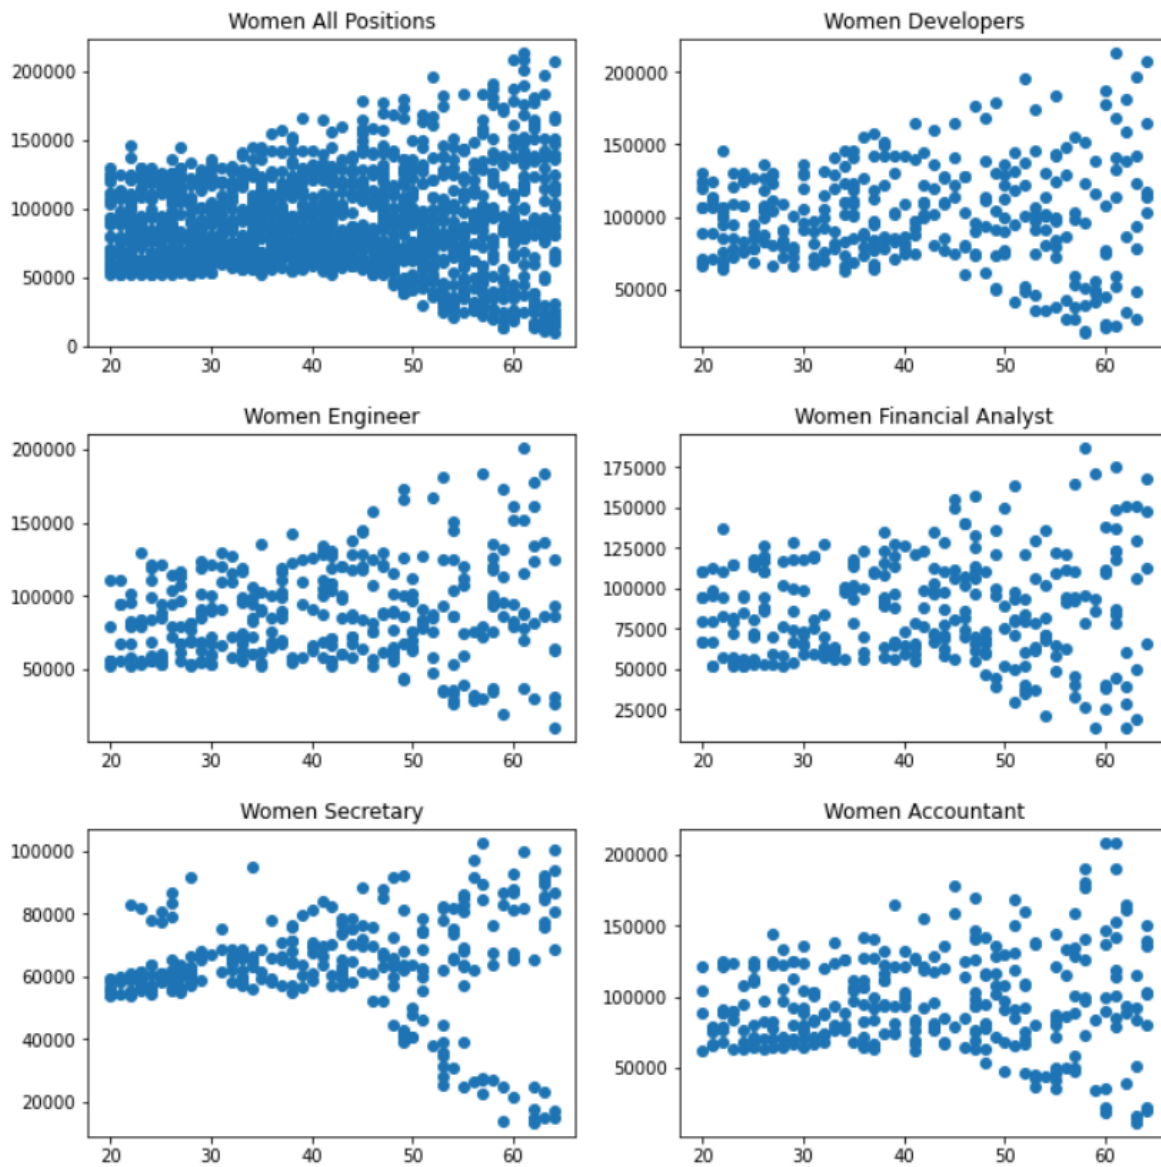 Women All Positions
200000
150000
100000
50000
0
20 30 40 50 60
Women Developers
200000
150000
100000
50000
20 30 40 50 60
Women Engineer
200000
150000
100000
50000
20 30 40 50 60
Women Financial Analyst
175000
150000
125000
100000
75000
50000
25000
20 30 40 50 60
Women Secretary
100000
80000
60000
40000
20000
20 30 40 50 60
Women Accountant
200000
150000
100000
50000
20 30 40 50 60